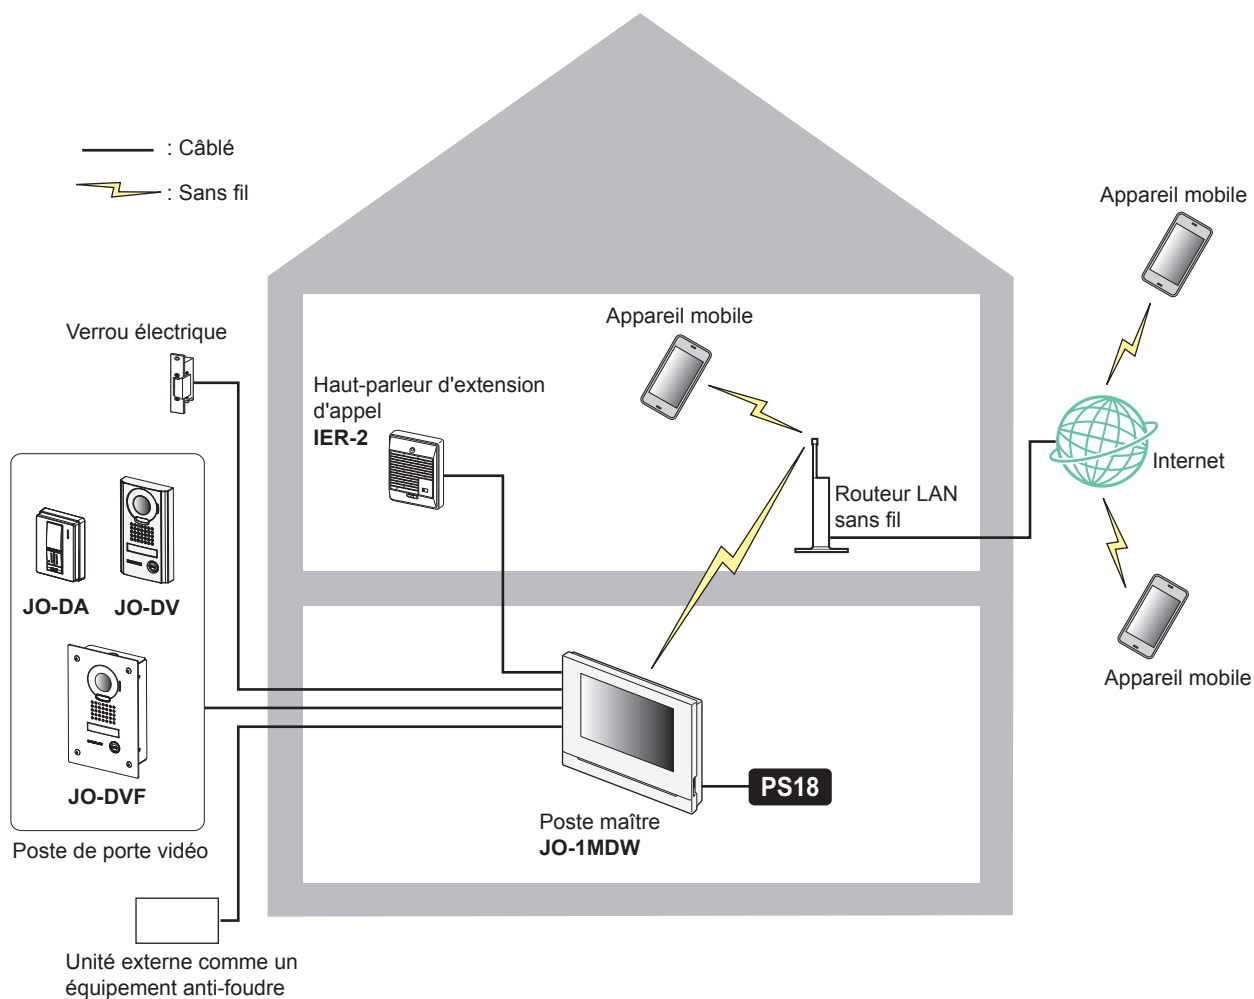 : Câblé
: Sans fil
Appareil mobile
Verrou électrique
Appareil mobile
Haut-parleur d'extension
d'appel
IER-2
Internet
Routeur LAN
sans fil
JO-DA
JO-DV
Appareil mobile
JO-DVF
PS18
Poste maître
JO-1MDW
Poste de porte vidéo
Unité externe comme un
équipement anti-foudre